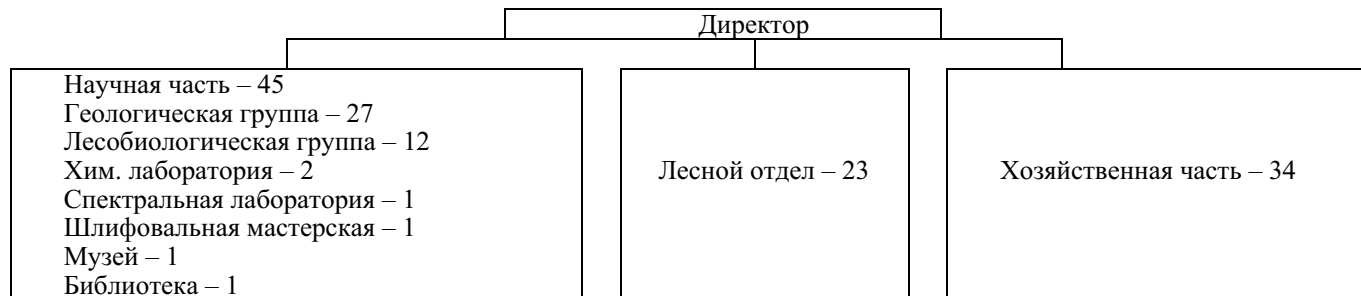 Директор
Научная часть – 45
Геологическая группа – 27
Лесобиологическая группа – 12
Хим. лаборатория – 2
Спектральная лаборатория – 1
Шлифовальная мастерская – 1
Музей – 1
Библиотека – 1
Лесной отдел – 23
Хозяйственная часть – 34